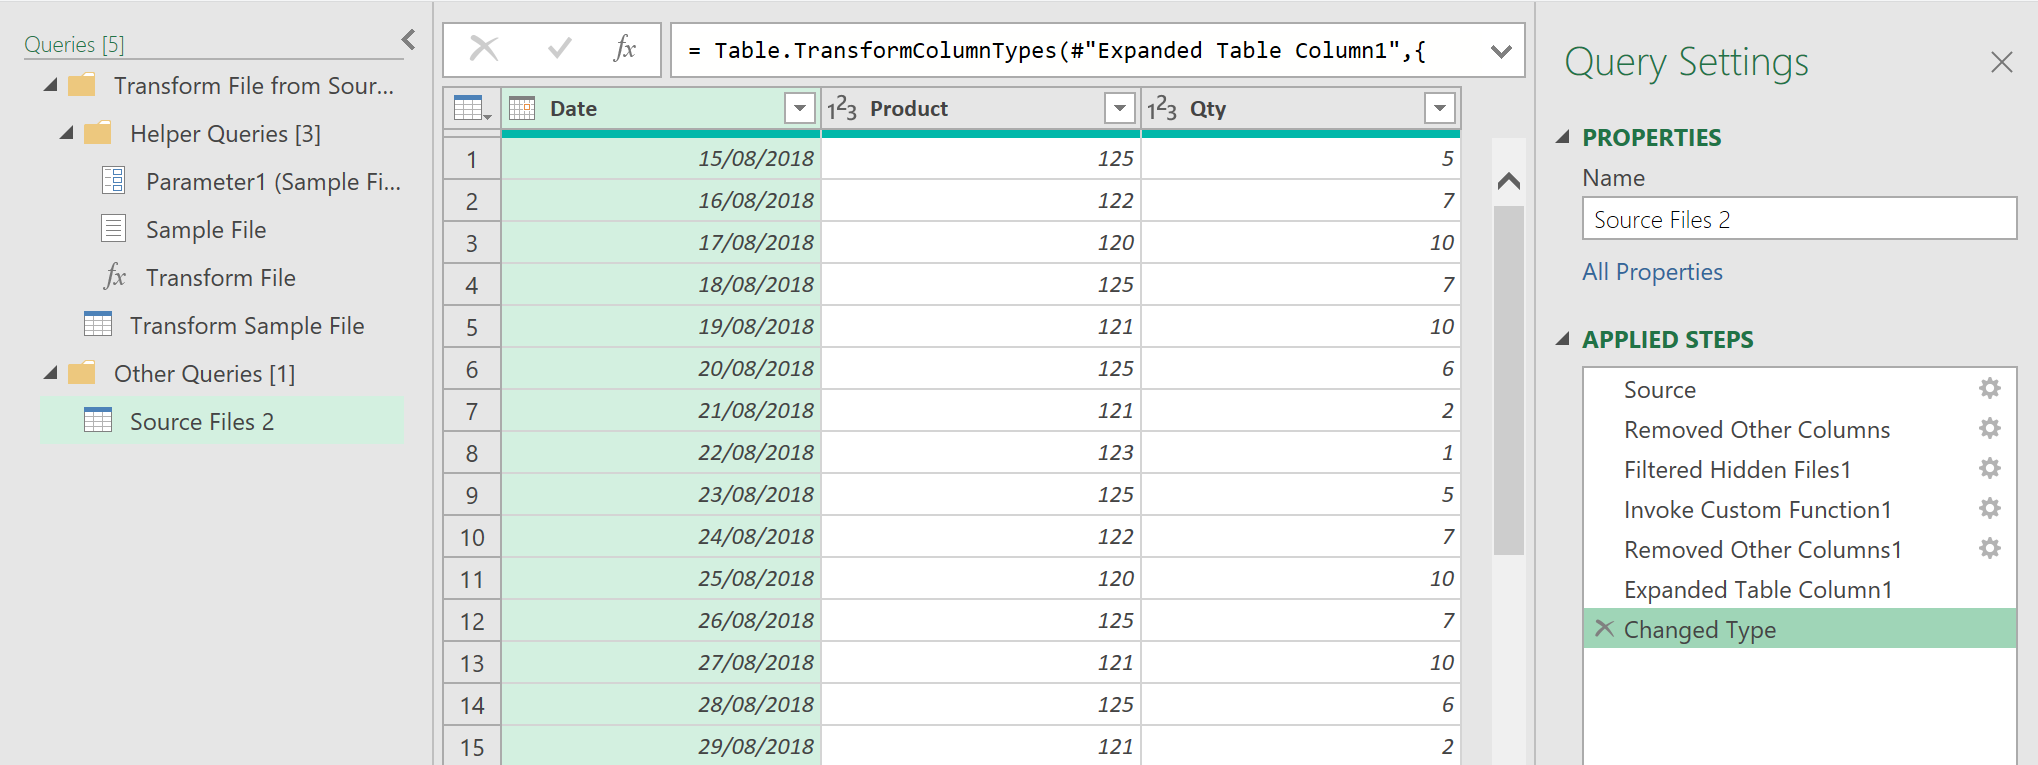 Queries [5]
Transform File from Sour...
Helper Queries [3]
Parameter1 (Sample Fi...
Sample File
fx Transform File
Transform Sample File
Other Queries [1]
Source Files 2
fx
= Table.TransformColumnTypes(#"Expanded Table Column1",{
Date 123 Product 123 Qty
1 15/08/2018 125 5
2 16/08/2018 122 7
3 17/08/2018 120 10
4 18/08/2018 125 7
5 19/08/2018 121 10
6 20/08/2018 125 6
7 21/08/2018 121 2
8 22/08/2018 123 1
9 23/08/2018 125 5
10 24/08/2018 122 7
11 25/08/2018 120 10
12 26/08/2018 125 7
13 27/08/2018 121 10
14 28/08/2018 125 6
15 29/08/2018 121 2
Query Settings
PROPERTIES
Name
Source Files 2
All Properties
APPLIED STEPS
Source
Removed Other Columns
Filtered Hidden Files1
Invoke Custom Function1
Removed Other Columns1
Expanded Table Column1
Changed Type